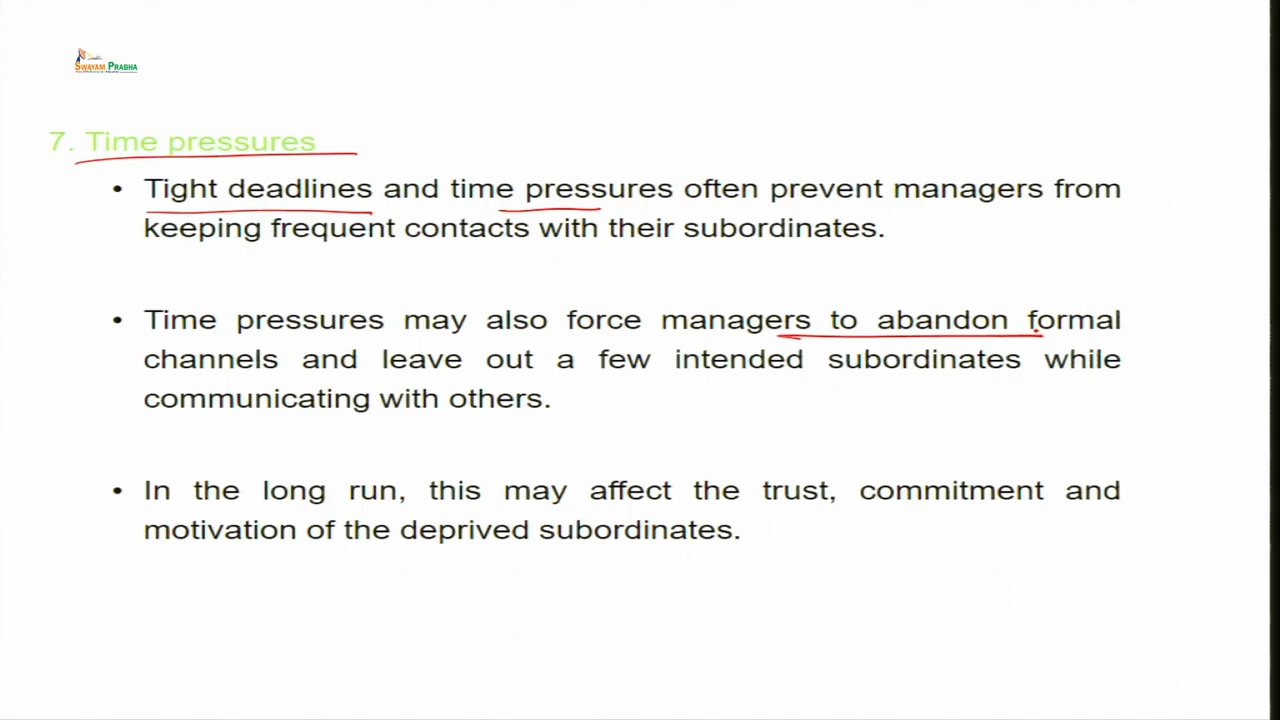 SWAYAM PRABHA
7. Time pressures
• Tight deadlines and time pressures often prevent managers from
keeping frequent contacts with their subordinates.
• Time pressures may also force managers to abandon formal
channels and leave out a few intended subordinates while
communicating with others.
• In the long run, this may affect the trust, commitment and
motivation of the deprived subordinates.